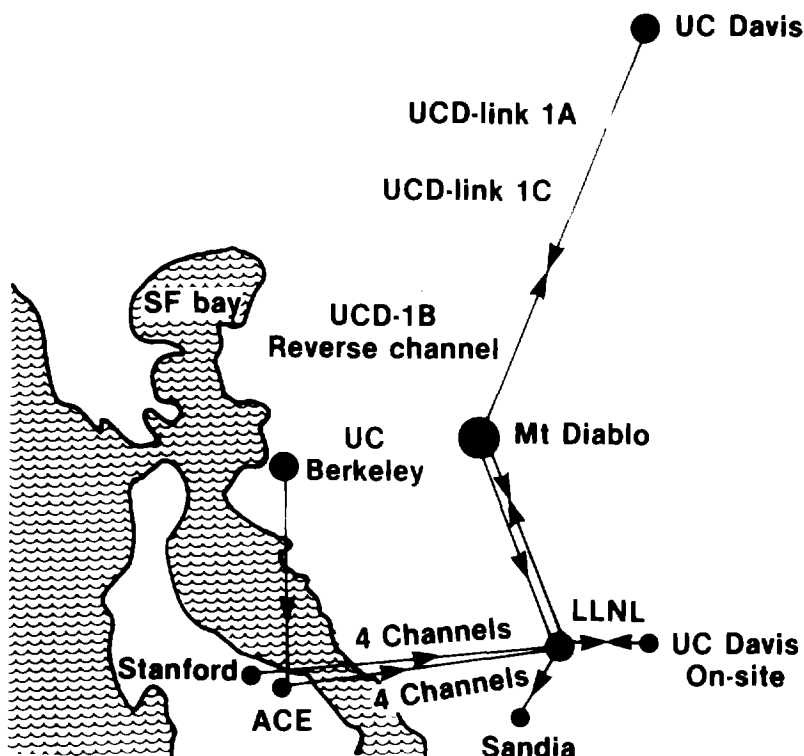 UC Davis
UCD-link 1A
UCD-link 1C
SF bay
UCD-1B
Reverse channel
UC
Berkeley
Mt Diablo
LLNL
4 Channels
UC Davis
On-site
Stanford
4 Channels
ACE
Sandia